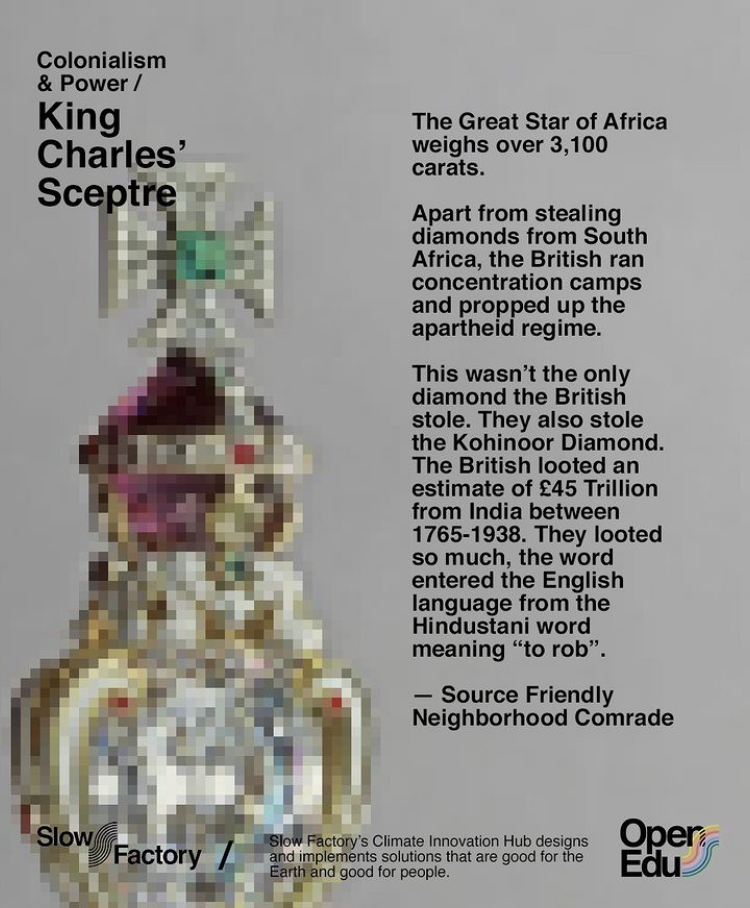 Colonialism
& Power /
King
Charles’
Sceptre
The Great Star of Africa
weighs over 3,100
carats.
Apart from stealing
diamonds from South
Africa, the British ran
concentration camps
and propped up the
apartheid regime.
This wasn’t the only
diamond the British
stole. They also stole
the Kohinoor Diamond.
The British looted an
estimate of £45 Trillion
from India between
1765-1938. They looted
so much, the word
entered the English
language from the
Hindustani word
meaning “to rob”.
— Source Friendly
Neighborhood Comrade
Slow
Factory /
Slow Factory’s Climate Innovation Hub designs
and implements solutions that are good for the
Earth and good for people.
Open
Edu